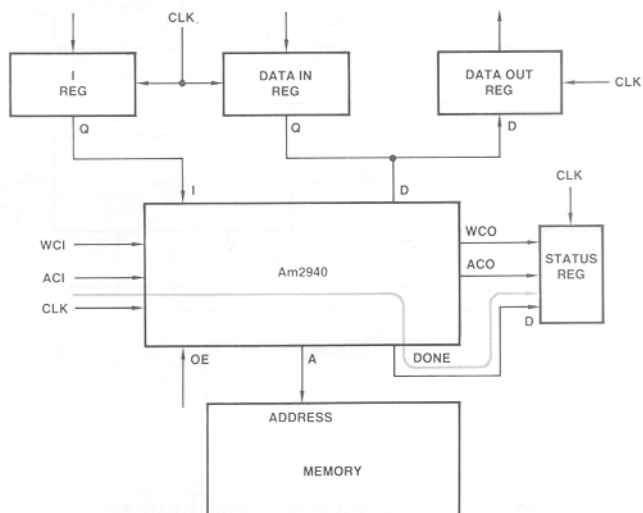 CLK
I
REG
DATA IN
REG
DATA OUT
REG
CLK
Q
Q
D
I
D
CLK
WCI
ACI
CLK
Am2940
WCO
ACO
STATUS
REG
D
OE
A
DONE
ADDRESS
MEMORY